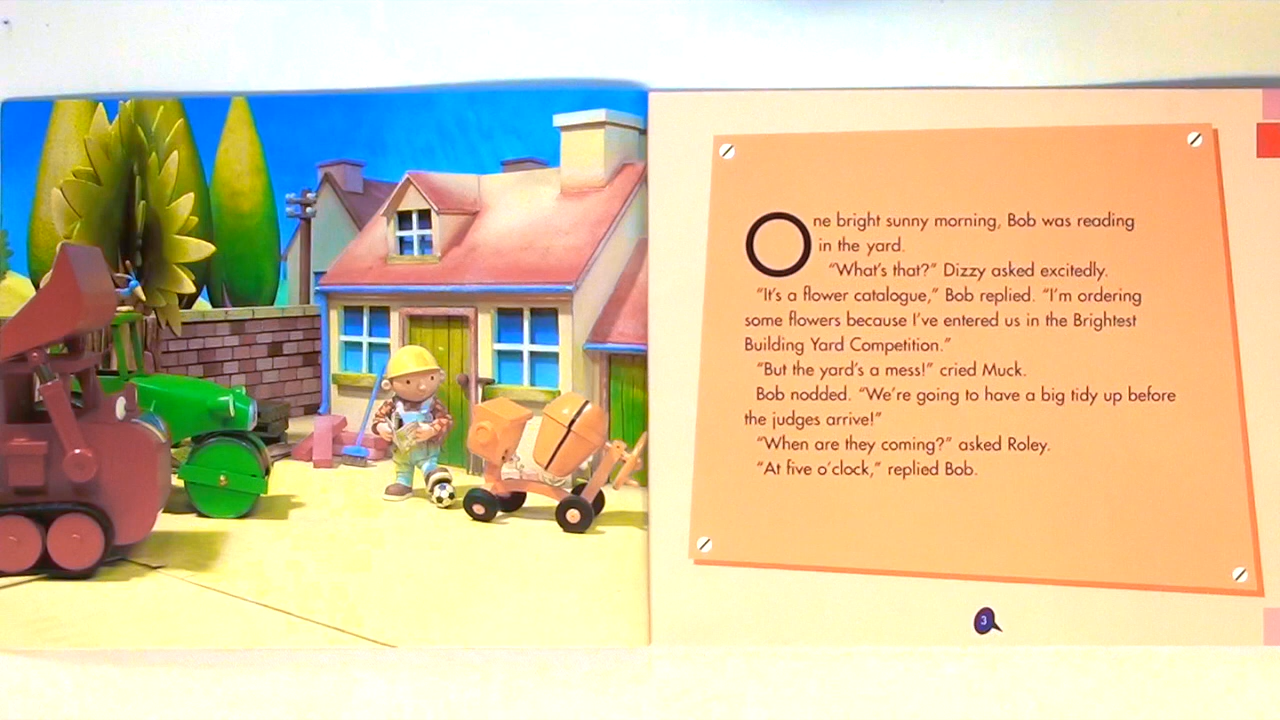 One bright sunny morning, Bob was reading
in the yard.
“What’s that?” Dizzy asked excitedly.
“It’s a flower catalogue,” Bob replied. “I’m ordering
some flowers because I’ve entered us in the Brightest
Building Yard Competition.”
“But the yard’s a mess!” cried Muck.
Bob nodded. “We’re going to have a big tidy up before
the judges arrive!”
“When are they coming?” asked Roley.
“At five o’clock,” replied Bob.
3